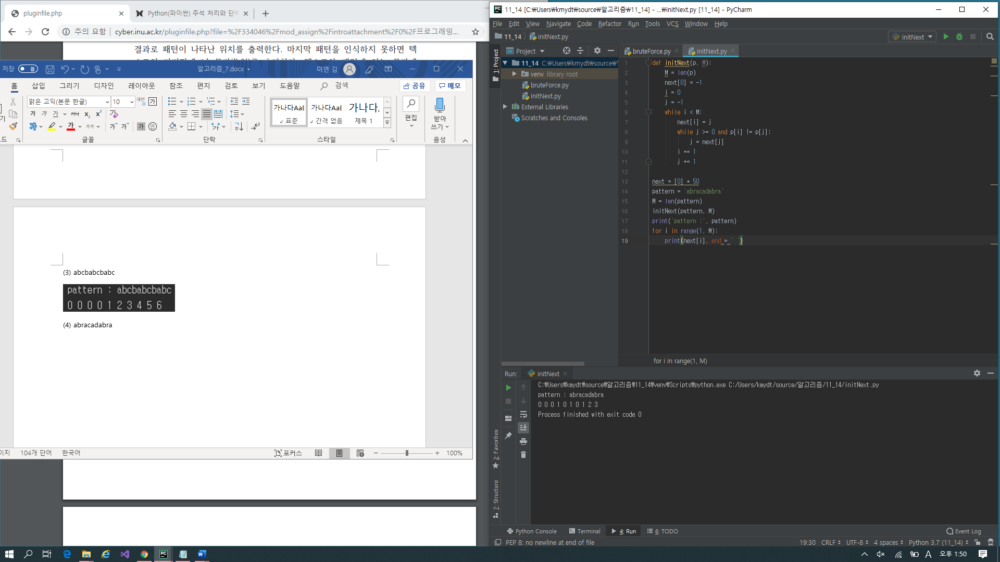 pluginfile.php
Python(파이썬) 주석 처리와 단축
주의 요함
cyber.inu.ac.kr/pluginfile.php?file=%2F334046%2Fmod_assign%2Fintroattachment%2F0%2F프로그래밍...
결과로 패턴이 나타난 위치를 출력한다. 마지막 패턴을 인식하지 못하면 텍
저장
끔
알고리즘_7.docx
미연 김
홈 삽입 그리기 디자인 레이아웃 참조 편지 검토 보기 도움말 검색
공유
메모
맑은 고딕(본문 한글) 10
가나다AaB
가나다AaB
가나다
표준
간격 없음
제목 1
편집
받아쓰기
글꼴
단락
스타일
음성
(3) abcbabcbabc
pattern : abcbabcbabc
0 0 0 0 1 2 3 4 5 6
(4) abracadabra
104개 단어
한국어
포커스
100%
11_14 [C:₩Users₩kmydt₩source₩알고리즘₩11_14] - ...₩initNext.py [11_14] - PyCharm
File Edit View Navigate Code Refactor Run Tools VCS Window Help
11_14
initNext.py
initNext
1: Project
Project
11_14 C:₩Users₩kmydt₩source₩
venv library root
bruteForce.py
initNext.py
External Libraries
Scratches and Consoles
bruteForce.py
initNext.py
1 def initNext(p, M):
2 M = len(p)
3 next[0] = -1
4 i = 0
5 j = -1
6 while i < M:
7 next[i] = j
8 while j >= 0 and p[i] != p[j]:
9 j = next[j]
10 i += 1
11 j += 1
12
13 next = [0] * 50
14 pattern = 'abracadabra'
15 M = len(pattern)
16 initNext(pattern, M)
17 print('pattern :', pattern)
18 for i in range(1, M):
19 print(next[i], end = ' ')
for i in range(1, M)
Run:
initNext
C:₩Users₩kmydt₩source₩알고리즘₩11_14₩venv₩Scripts₩python.exe C:/Users/kmydt/source/알고리즘/11_14/initNext.py
pattern : abracadabra
0 0 0 1 0 1 0 1 2 3
Process finished with exit code 0
2: Favorites
7: Structure
Python Console
Terminal
4: Run
6: TODO
Event Log
PEP 8: no newline at end of file
19:30 CRLF UTF-8 4 spaces Python 3.7 (11_14)
A
오후 1:50